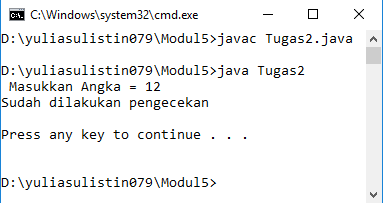 C:\Windows\system32\cmd.exe
D:\yuliasulistin079\Modul5>javac Tugas2.java
D:\yuliasulistin079\Modul5>java Tugas2
Masukkan Angka = 12
Sudah dilakukan pengecekan
Press any key to continue . . .
D:\yuliasulistin079\Modul5>